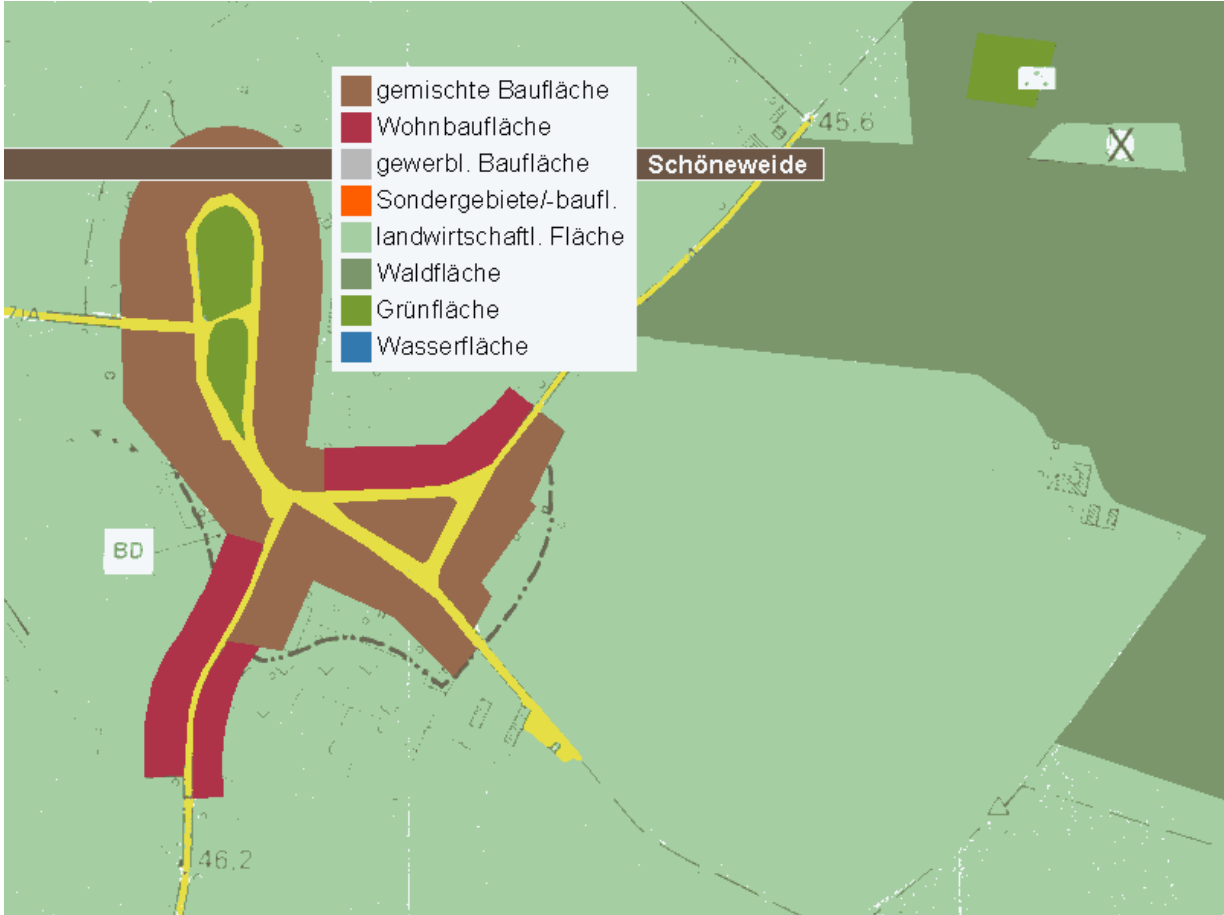 gemischte Baufläche
Wohnbaufläche
45,6
gewerbl. Baufläche
Schöneweide
Sondergebiete/-baufl.
landwirtschaftl. Fläche
Waldfläche
Grünfläche
Wasserfläche
BD
46,2